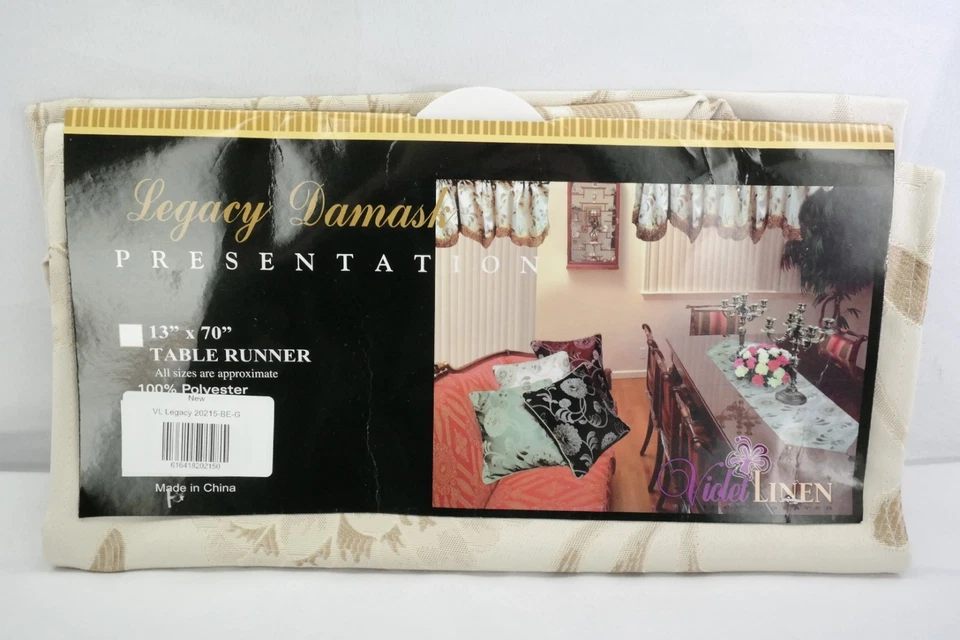 Legacy Damask
PRESENTATION
13” x 70”
TABLE RUNNER
All sizes are approximate
100% Polyester
New
VL Legacy 20215-BE-G
616418202150
Made in China
Violet LINEN